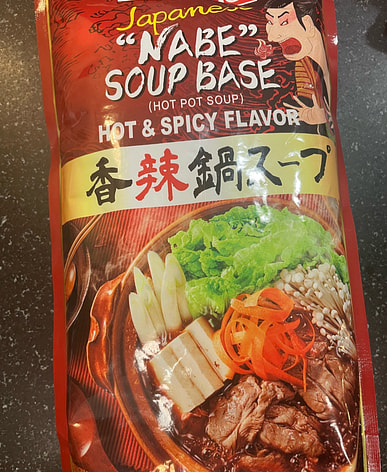 Japanese
"NABE"
SOUP BASE
(HOT POT SOUP)
HOT & SPICY FLAVOR
香辣鍋スープ